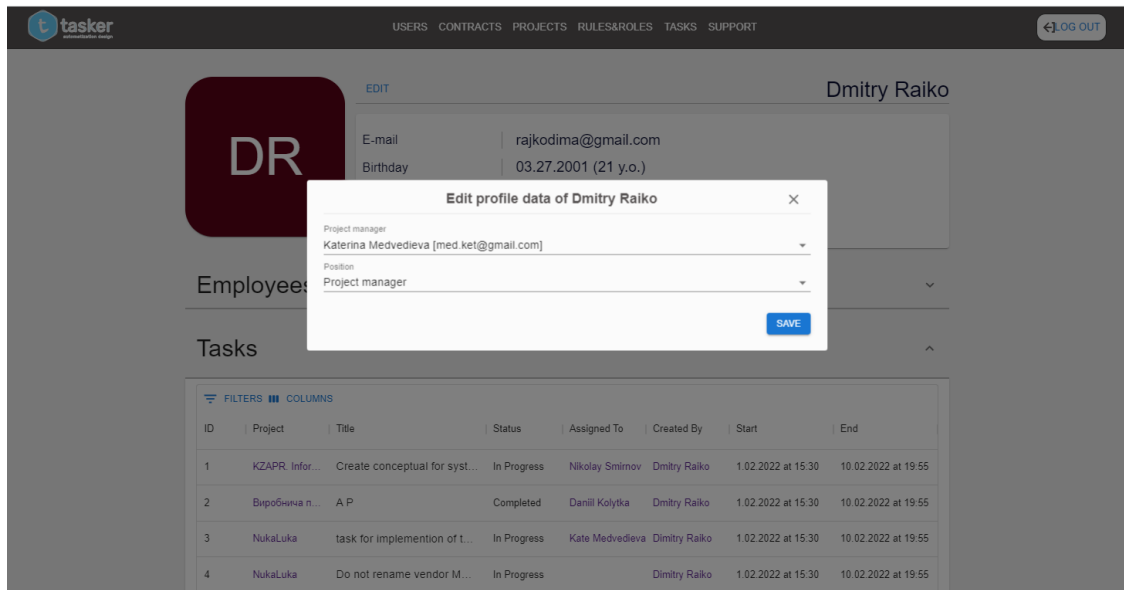 t tasker
automatization design
USERS CONTRACTS PROJECTS RULES&ROLES TASKS SUPPORT
LOG OUT
DR
EDIT
Dmitry Raiko
E-mail rajkodima@gmail.com
Birthday 03.27.2001 (21 y.o.)
Edit profile data of Dmitry Raiko
Project manager
Katerina Medvedieva [med.ket@gmail.com]
Position
Project manager
SAVE
Employees
Tasks
FILTERS COLUMNS
ID Project Title Status Assigned To Created By Start End
1 KZAPR. Infor... Create conceptual for syst... In Progress Nikolay Smirnov Dmitry Raiko 1.02.2022 at 15:30 10.02.2022 at 19:55
2 Виробнича п... A P Completed Daniil Kolytka Dmitry Raiko 1.02.2022 at 15:30 10.02.2022 at 19:55
3 NukaLuka task for implemention of t... In Progress Kate Medvedieva Dimitry Raiko 1.02.2022 at 15:30 10.02.2022 at 19:55
4 NukaLuka Do not rename vendor M... In Progress Dimitry Raiko 1.02.2022 at 15:30 10.02.2022 at 19:55